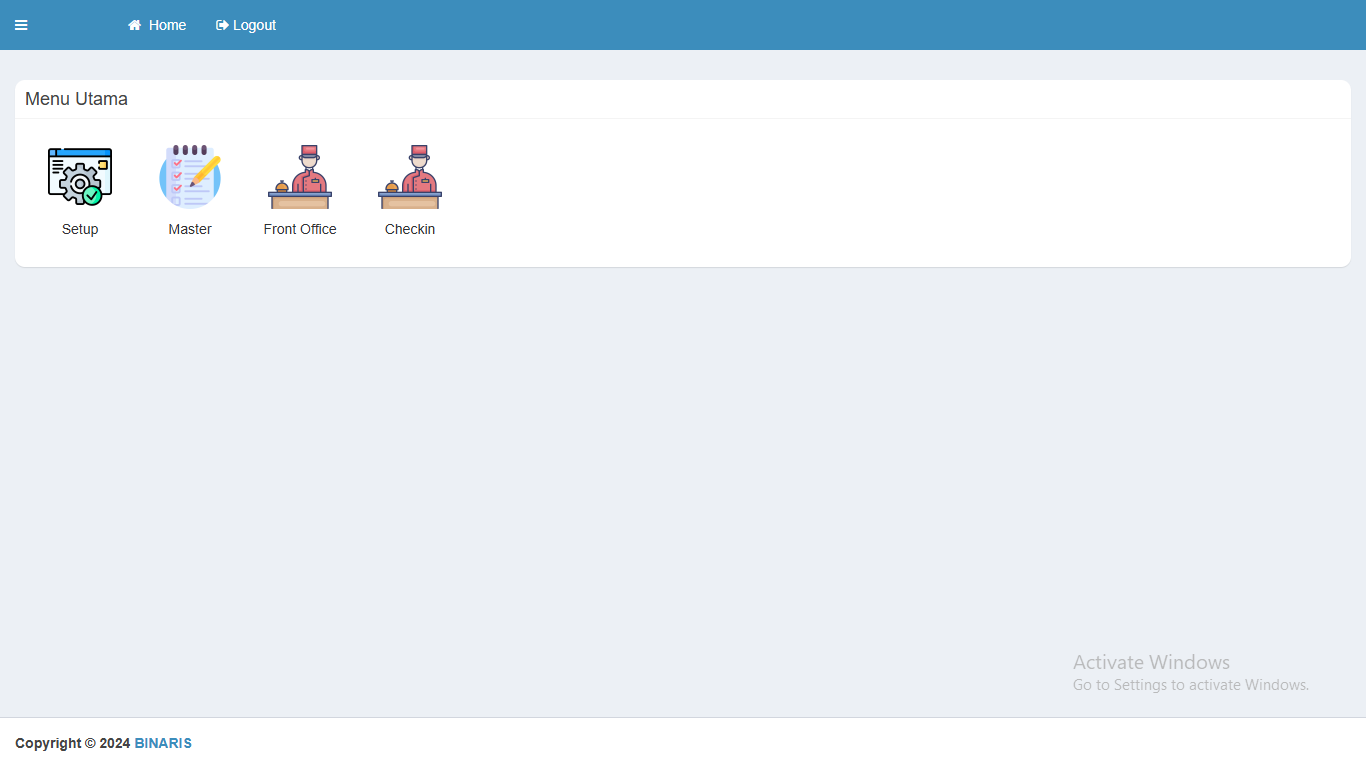 Home Logout
Menu Utama
Setup Master Front Office Checkin
Activate Windows
Go to Settings to activate Windows.
Copyright © 2024 BINARIS